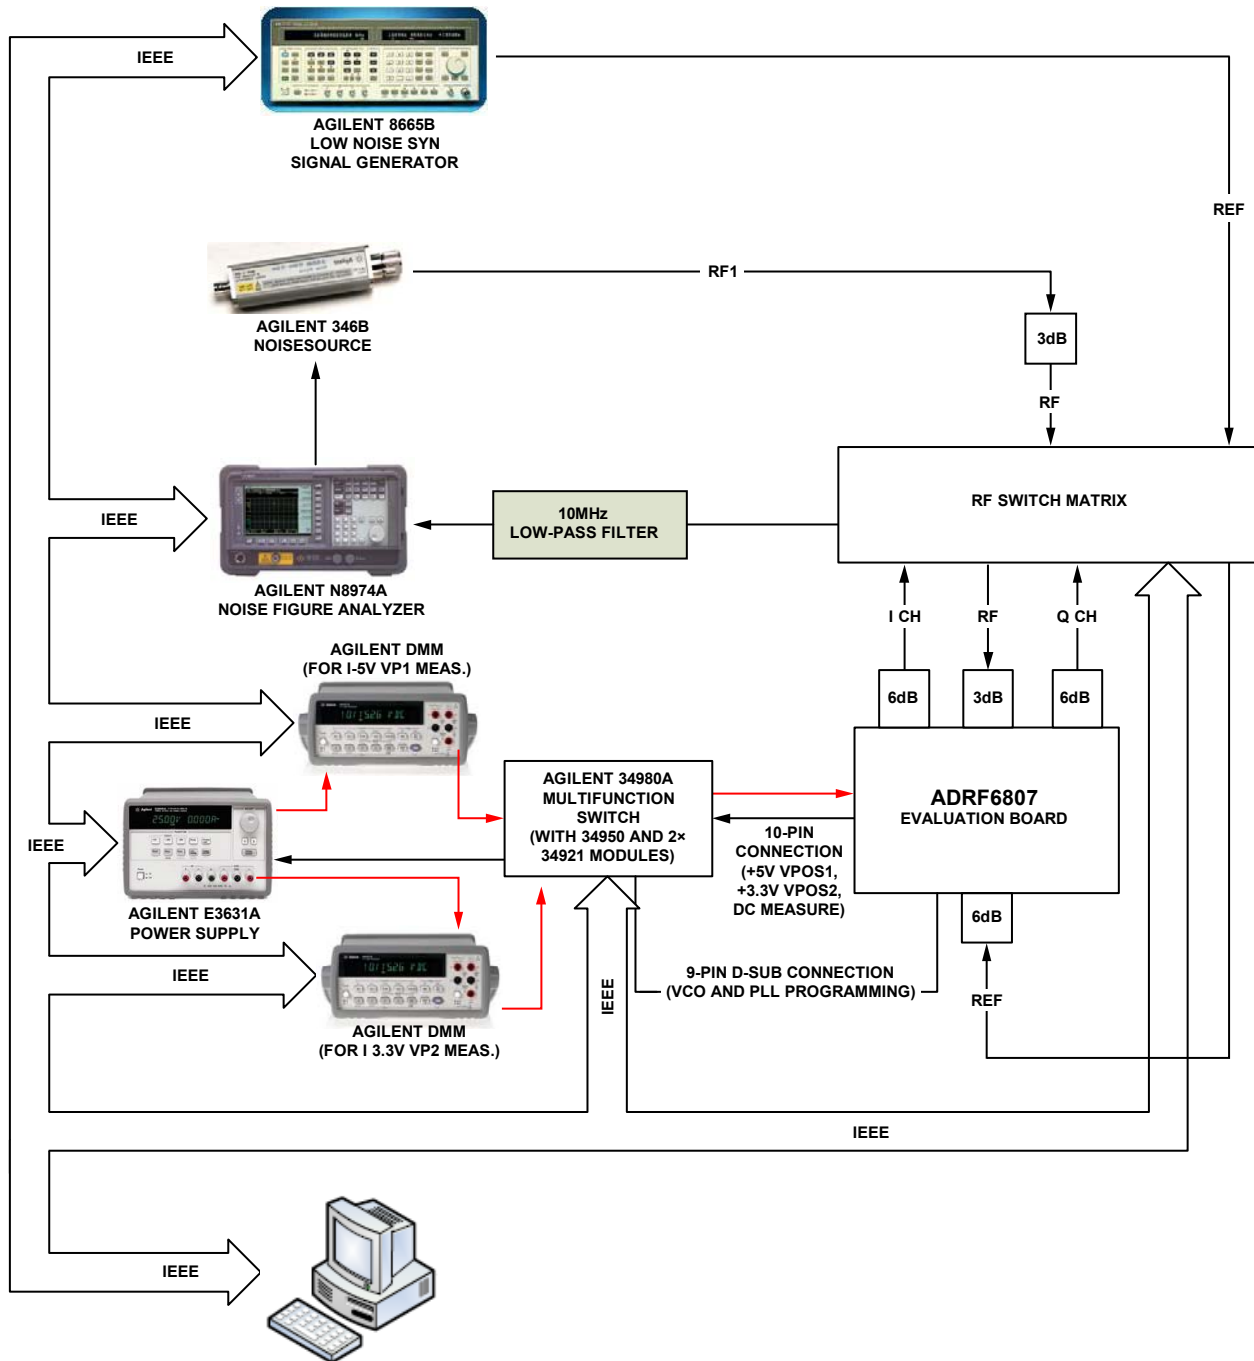 IEEE
AGILENT 8665B
LOW NOISE SYN
SIGNAL GENERATOR
REF
RF1
AGILENT 346B
NOISESOURCE
3dB
RF
RF SWITCH MATRIX
10MHz
LOW-PASS FILTER
IEEE
AGILENT N8974A
NOISE FIGURE ANALYZER
I CH
RF
Q CH
AGILENT DMM
(FOR I-5V VP1 MEAS.)
6dB
3dB
6dB
IEEE
AGILENT 34980A
MULTIFUNCTION
SWITCH
(WITH 34950 AND 2×
34921 MODULES)
ADRF6807
EVALUATION BOARD
10-PIN
CONNECTION
(+5V VPOS1,
+3.3V VPOS2,
DC MEASURE)
IEEE
AGILENT E3631A
POWER SUPPLY
6dB
IEEE
9-PIN D-SUB CONNECTION
(VCO AND PLL PROGRAMMING)
REF
IEEE
AGILENT DMM
(FOR I 3.3V VP2 MEAS.)
IEEE
IEEE